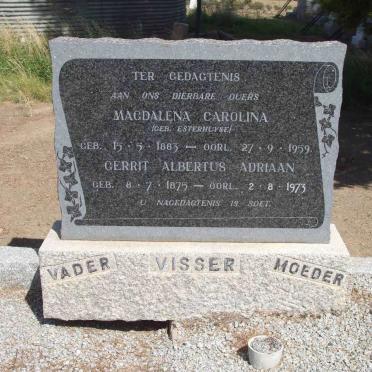 TER GEDAGTENIS
AAN ONS DIERBARE OUERS
MAGDALENA CAROLINA
(GEB. ESTERHUYSE)
GEB. 15 · 5 · 1883 — OORL. 27 · 9 · 1959.
GERRIT ALBERTUS ADRIAAN
GEB. 8 · 7 · 1875 — OORL. 2 · 8 · 1973
U NAGEDAGTENIS IS SOET.
VADER VISSER MOEDER